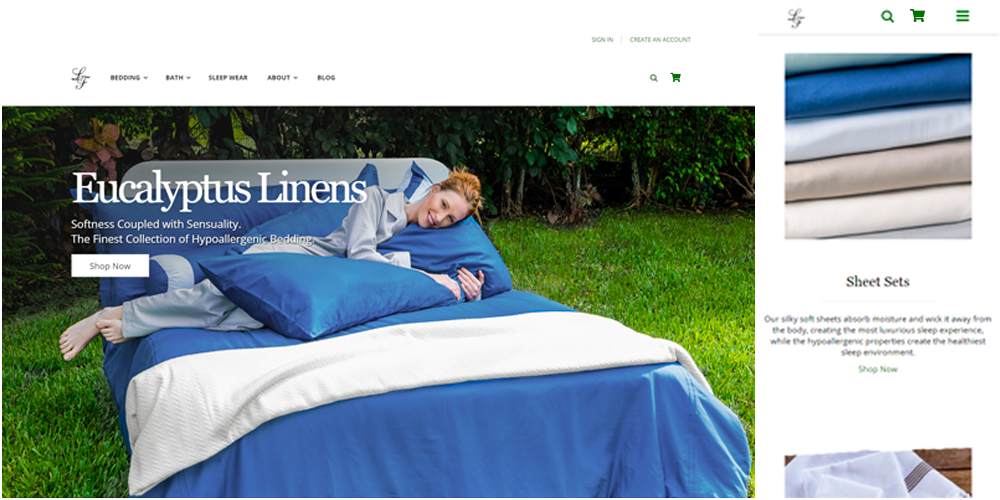 SIGN IN
CREATE AN ACCOUNT
BEDDING
BATH
SLEEP WEAR
ABOUT
BLOG
Eucalyptus Linens
Softness Coupled with Sensuality.
The Finest Collection of Hypoallergenic Bedding.
Shop Now
Sheet Sets
Our silky soft sheets absorb moisture and wick it away from
the body, creating the most luxurious sleep experience,
while the hypoallergenic properties create the healthiest
sleep environment.
Shop Now